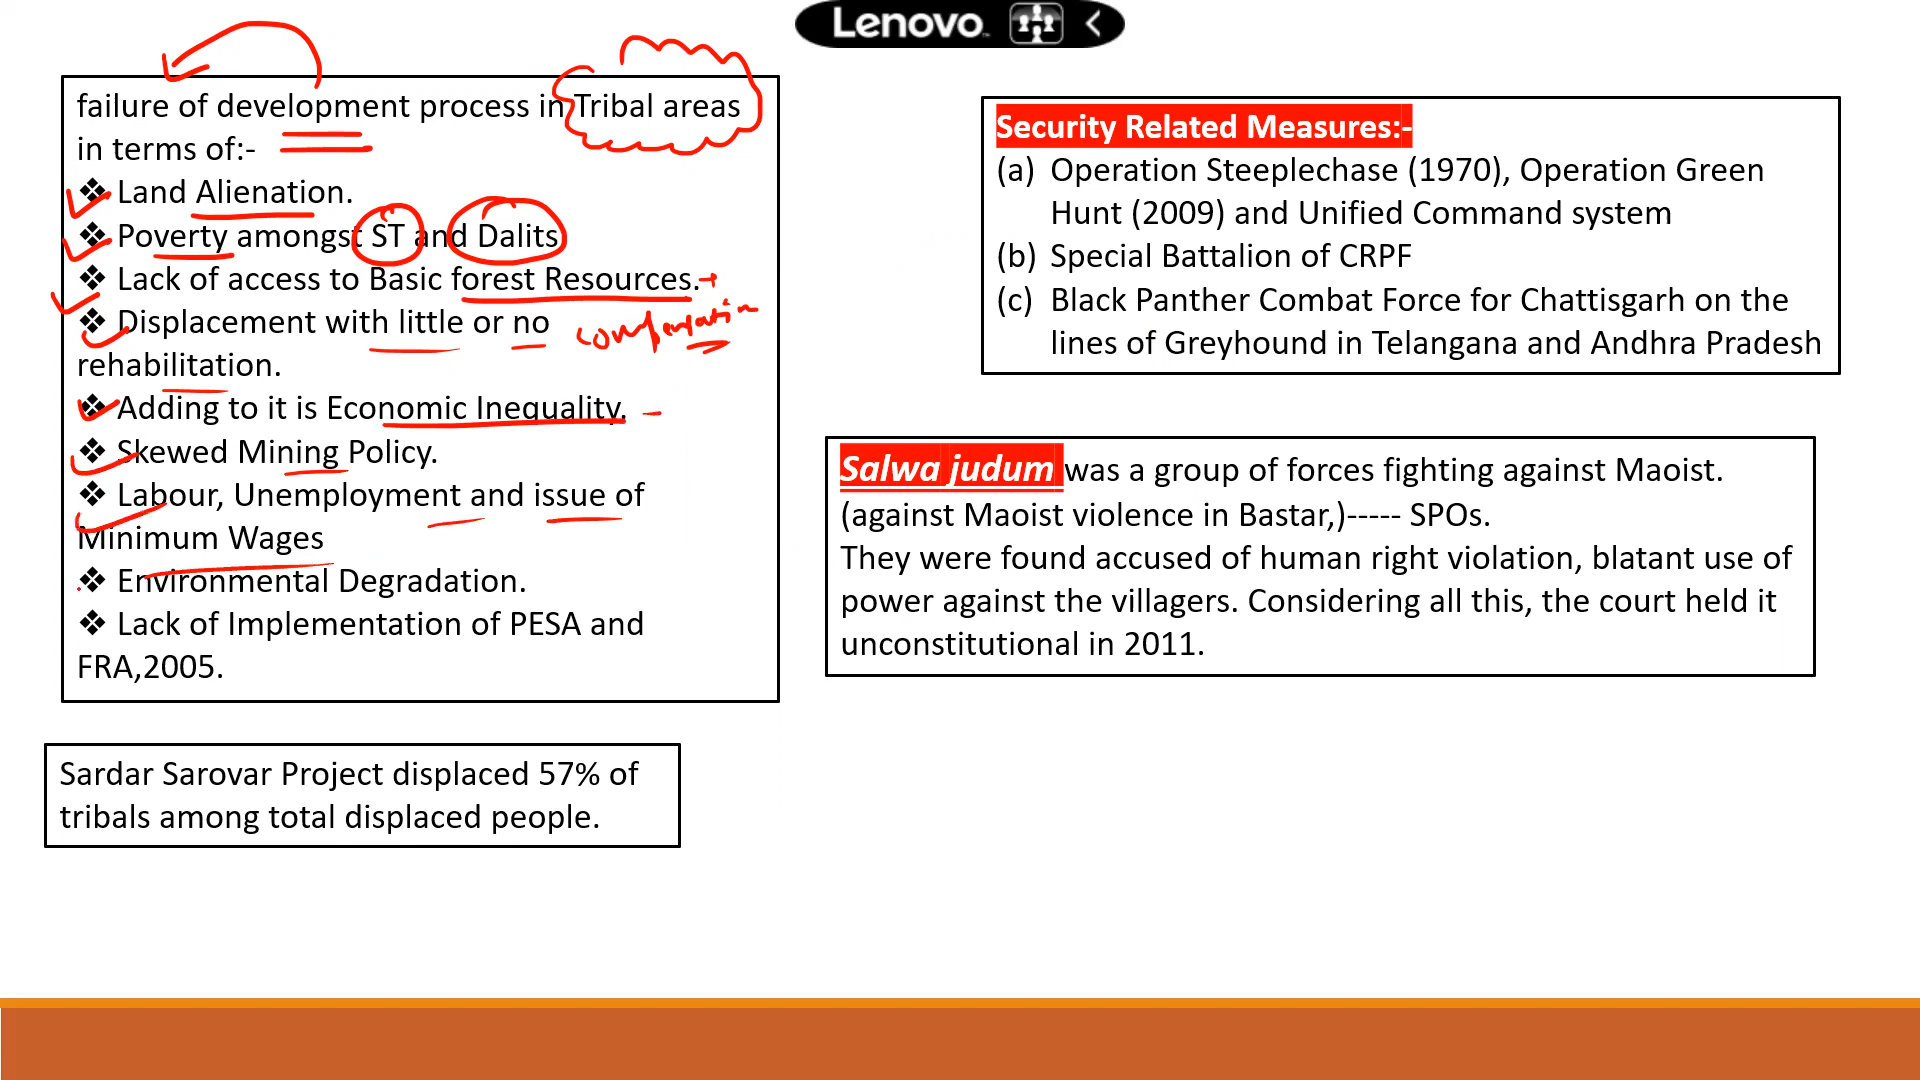 Lenovo
failure of development process in Tribal areas
in terms of:-
❖ Land Alienation.
❖ Poverty amongst ST and Dalits
❖ Lack of access to Basic forest Resources.
❖ Displacement with little or no
compensation
rehabilitation.
❖ Adding to it is Economic Inequality.
❖ Skewed Mining Policy.
❖ Labour, Unemployment and issue of
Minimum Wages
❖ Environmental Degradation.
❖ Lack of Implementation of PESA and
FRA,2005.
Sardar Sarovar Project displaced 57% of
tribals among total displaced people.
Security Related Measures:-
(a) Operation Steeplechase (1970), Operation Green
Hunt (2009) and Unified Command system
(b) Special Battalion of CRPF
(c) Black Panther Combat Force for Chattisgarh on the
lines of Greyhound in Telangana and Andhra Pradesh
Salwa judum was a group of forces fighting against Maoist.
(against Maoist violence in Bastar,)----- SPOs.
They were found accused of human right violation, blatant use of
power against the villagers. Considering all this, the court held it
unconstitutional in 2011.